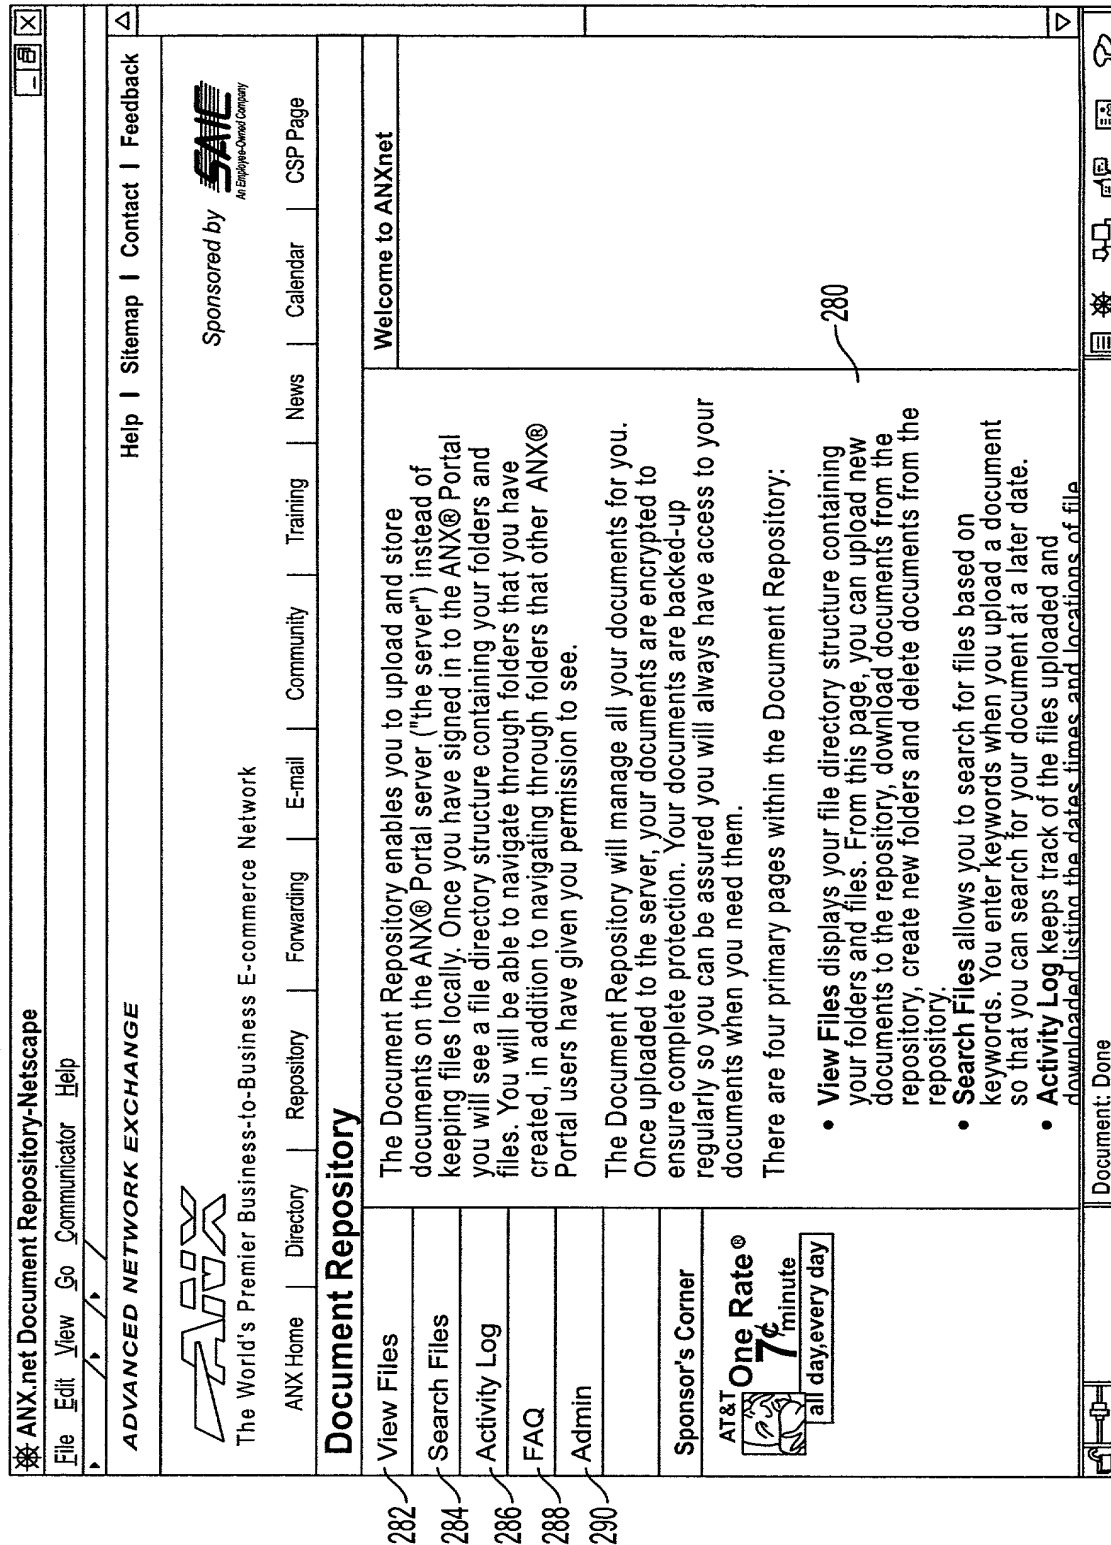 ANX.net Document Repository-Netscape
File Edit View Go Communicator Help
ADVANCED NETWORK EXCHANGE
Help | Sitemap | Contact | Feedback
ANX
The World's Premier Business-to-Business E-commerce Network
Sponsored by SAIC
An Employee-Owned Company
ANX Home | Directory | Repository | Forwarding | E-mail | Community | Training | News | Calendar | CSP Page
Document Repository
282 View Files
284 Search Files
286 Activity Log
288 FAQ
290 Admin
Sponsor's Corner
AT&T
One Rate ®
7¢ minute
all day,every day
The Document Repository enables you to upload and store
documents on the ANX® Portal server ("the server") instead of
keeping files locally. Once you have signed in to the ANX® Portal
you will see a file directory structure containing your folders and
files. You will be able to navigate through folders that you have
created, in addition to navigating through folders that other ANX®
Portal users have given you permission to see.
The Document Repository will manage all your documents for you.
Once uploaded to the server, your documents are encrypted to
ensure complete protection. Your documents are backed-up
regularly so you can be assured you will always have access to your
documents when you need them.
There are four primary pages within the Document Repository:
• View Files displays your file directory structure containing
your folders and files. From this page, you can upload new
documents to the repository, download documents from the
repository, create new folders and delete documents from the
repository.
• Search Files allows you to search for files based on
keywords. You enter keywords when you upload a document
so that you can search for your document at a later date.
• Activity Log keeps track of the files uploaded and
downloaded listing the dates times and locations of file
280
Welcome to ANXnet
Document: Done